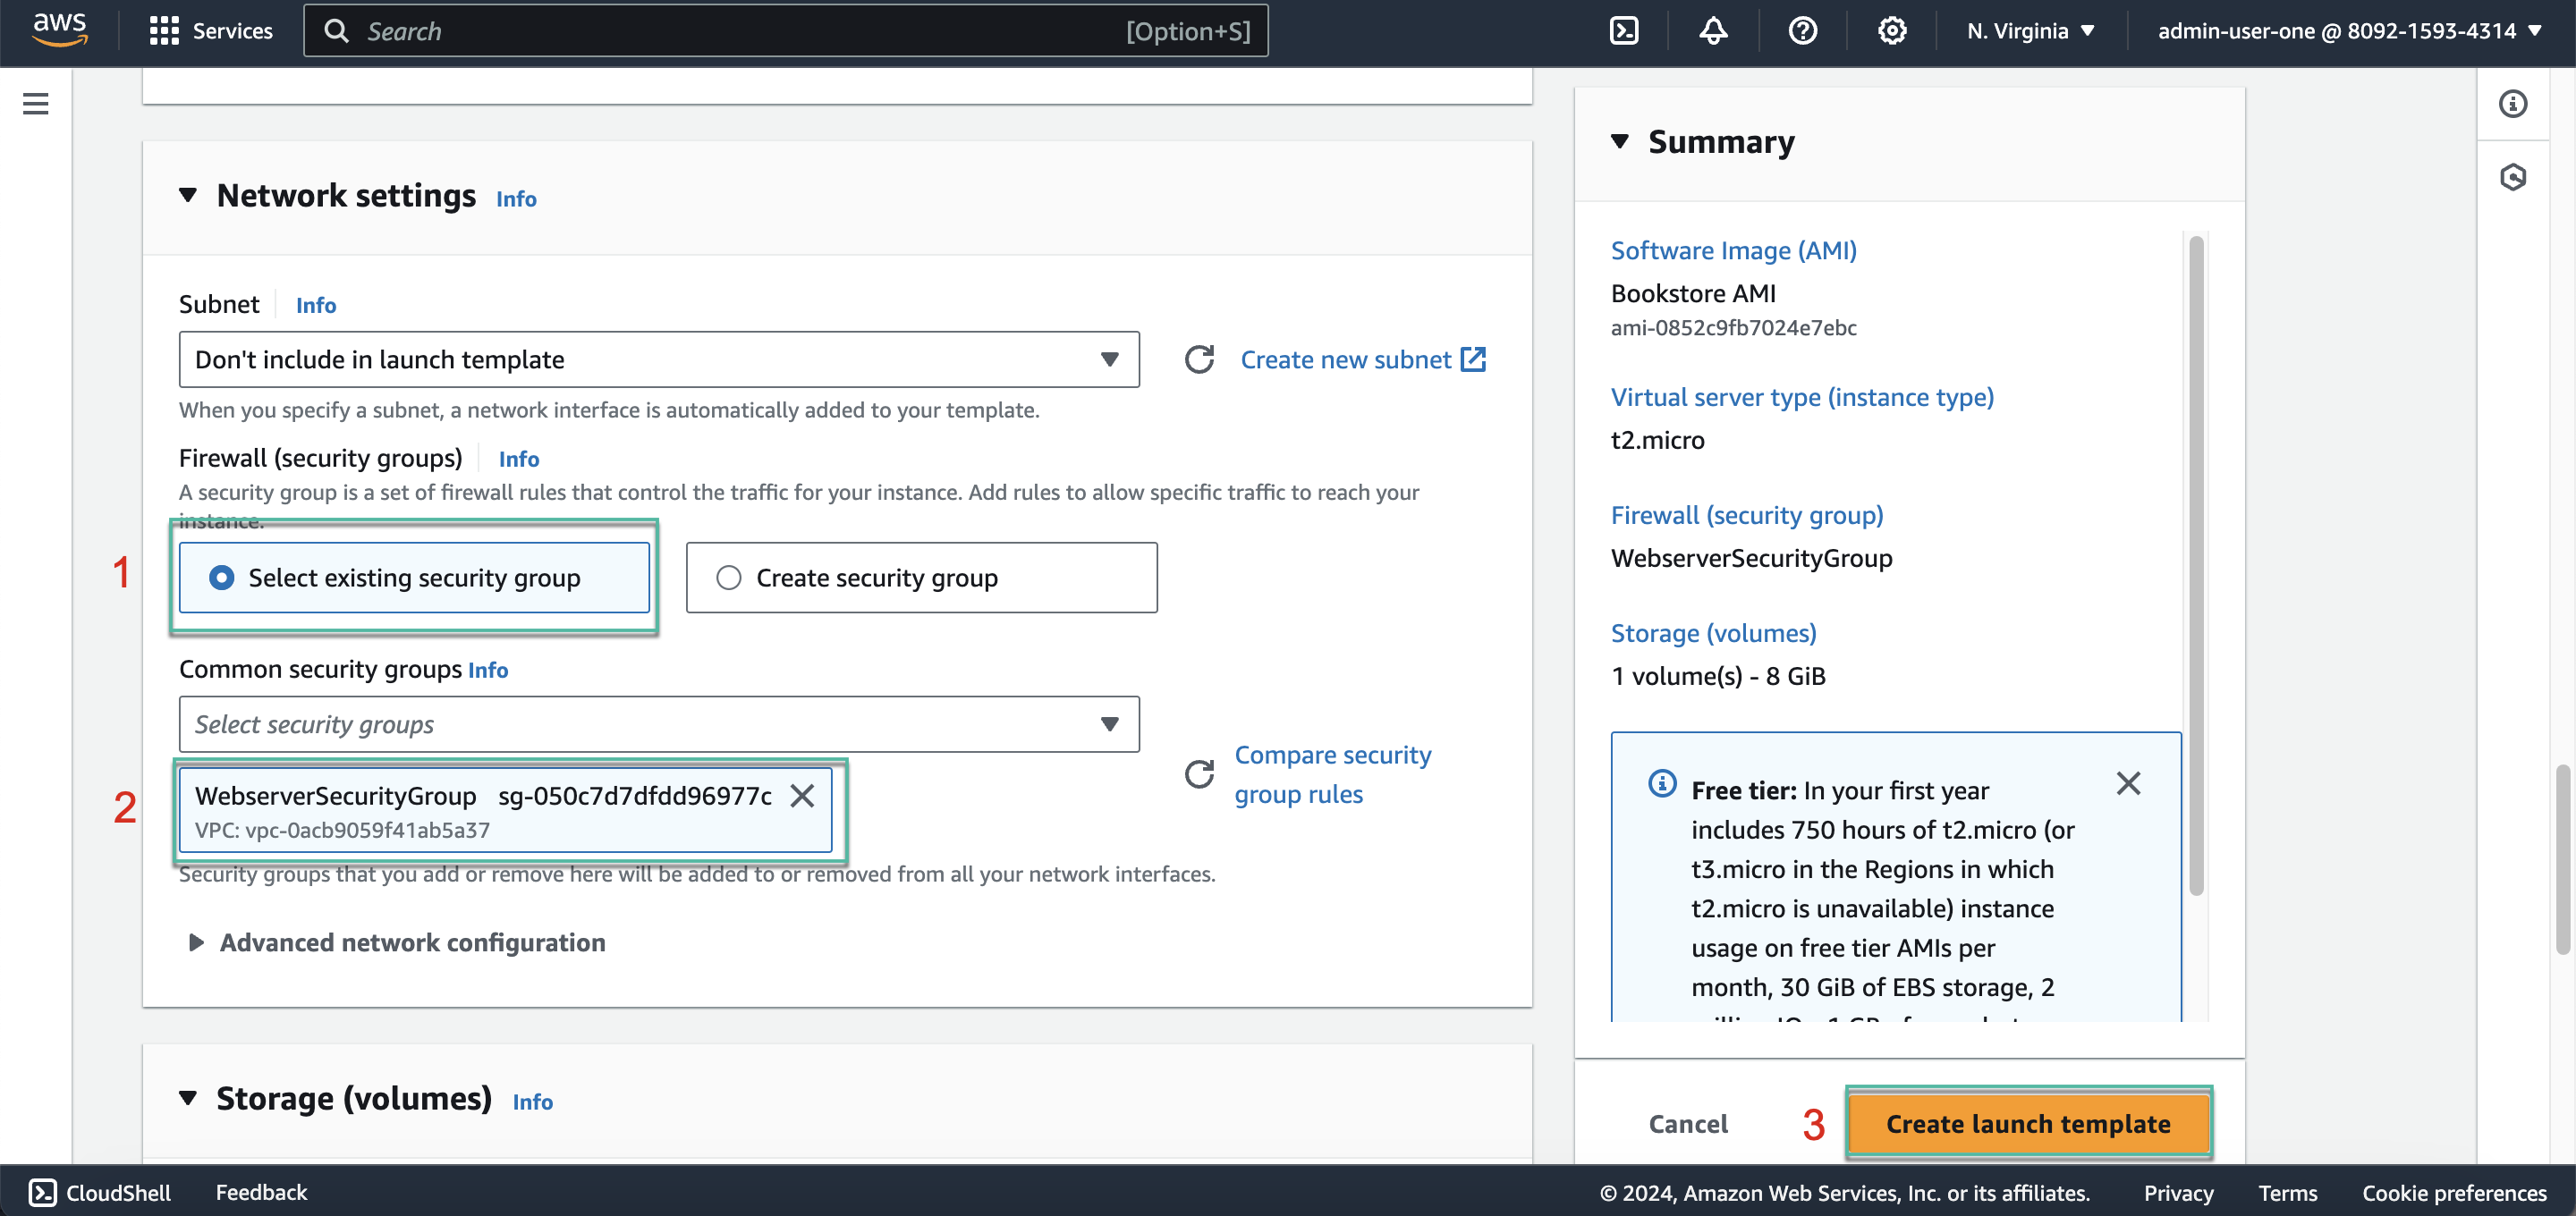 aws
Services
Search
[Option+S]
N. Virginia
admin-user-one @ 8092-1593-4314
Network settings Info
Subnet Info
Don't include in launch template
Create new subnet
When you specify a subnet, a network interface is automatically added to your template.
Firewall (security groups) Info
A security group is a set of firewall rules that control the traffic for your instance. Add rules to allow specific traffic to reach your
instance.
1
Select existing security group
Create security group
Common security groups Info
Select security groups
Compare security
group rules
2
WebserverSecurityGroup sg-050c7d7dfdd96977c
VPC: vpc-0acb9059f41ab5a37
Security groups that you add or remove here will be added to or removed from all your network interfaces.
Advanced network configuration
Storage (volumes) Info
Summary
Software Image (AMI)
Bookstore AMI
ami-0852c9fb7024e7ebc
Virtual server type (instance type)
t2.micro
Firewall (security group)
WebserverSecurityGroup
Storage (volumes)
1 volume(s) - 8 GiB
Free tier: In your first year
includes 750 hours of t2.micro (or
t3.micro in the Regions in which
t2.micro is unavailable) instance
usage on free tier AMIs per
month, 30 GiB of EBS storage, 2
Cancel
3
Create launch template
CloudShell
Feedback
© 2024, Amazon Web Services, Inc. or its affiliates.
Privacy
Terms
Cookie preferences